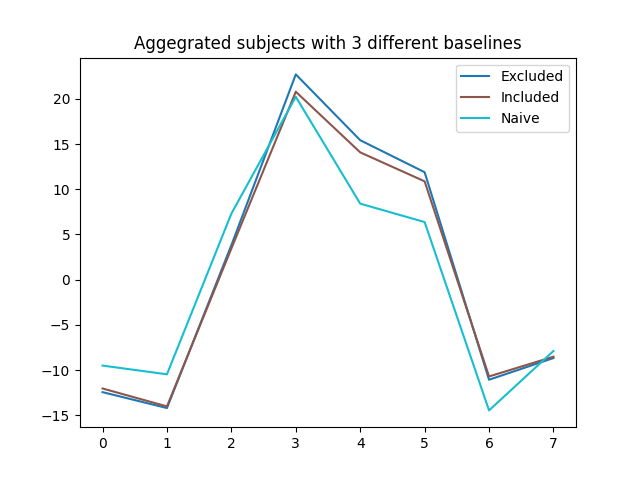 Aggegrated subjects with 3 different baselines
Excluded
Included
Naive
20
15
10
5
0
−5
−10
−15
0 1 2 3 4 5 6 7